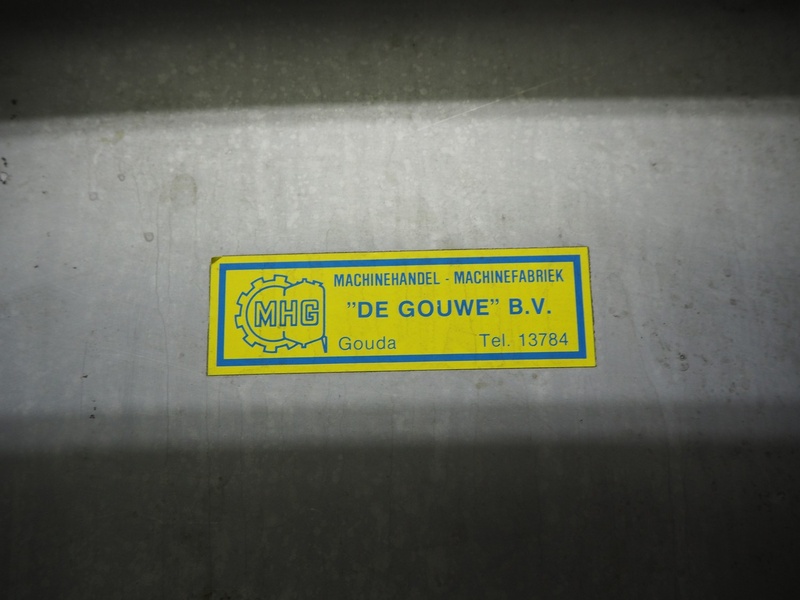 MHG
MACHINEHANDEL - MACHINEFABRIEK
”DE GOUWE” B.V.
Gouda Tel. 13784